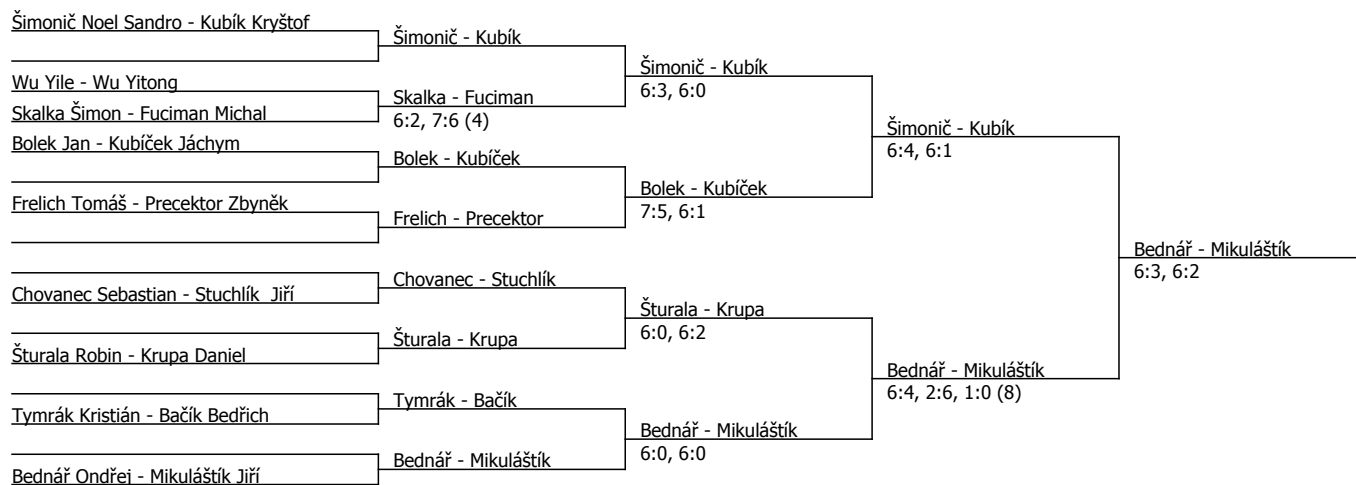 Šimonič Noel Sandro - Kubík Kryštof
Wu Yile - Wu Yitong
Skalka Šimon - Fuciman Michal
Bolek Jan - Kubíček Jáchym
Frelich Tomáš - Precektor Zbyněk
Chovanec Sebastian - Stuchlík  Jiří
Šturala Robin - Krupa Daniel
Tymrák Kristián - Bačík Bedřich
Bednář Ondřej - Mikuláštík Jiří
Šimonič - Kubík
Skalka - Fuciman
6:2, 7:6 (4)
Bolek - Kubíček
Frelich - Precektor
Chovanec - Stuchlík
Šturala - Krupa
Tymrák - Bačík
Bednář - Mikuláštík
Šimonič - Kubík
6:3, 6:0
Bolek - Kubíček
7:5, 6:1
Šturala - Krupa
6:0, 6:2
Bednář - Mikuláštík
6:0, 6:0
Šimonič - Kubík
6:4, 6:1
Bednář - Mikuláštík
6:4, 2:6, 1:0 (8)
Bednář - Mikuláštík
6:3, 6:2